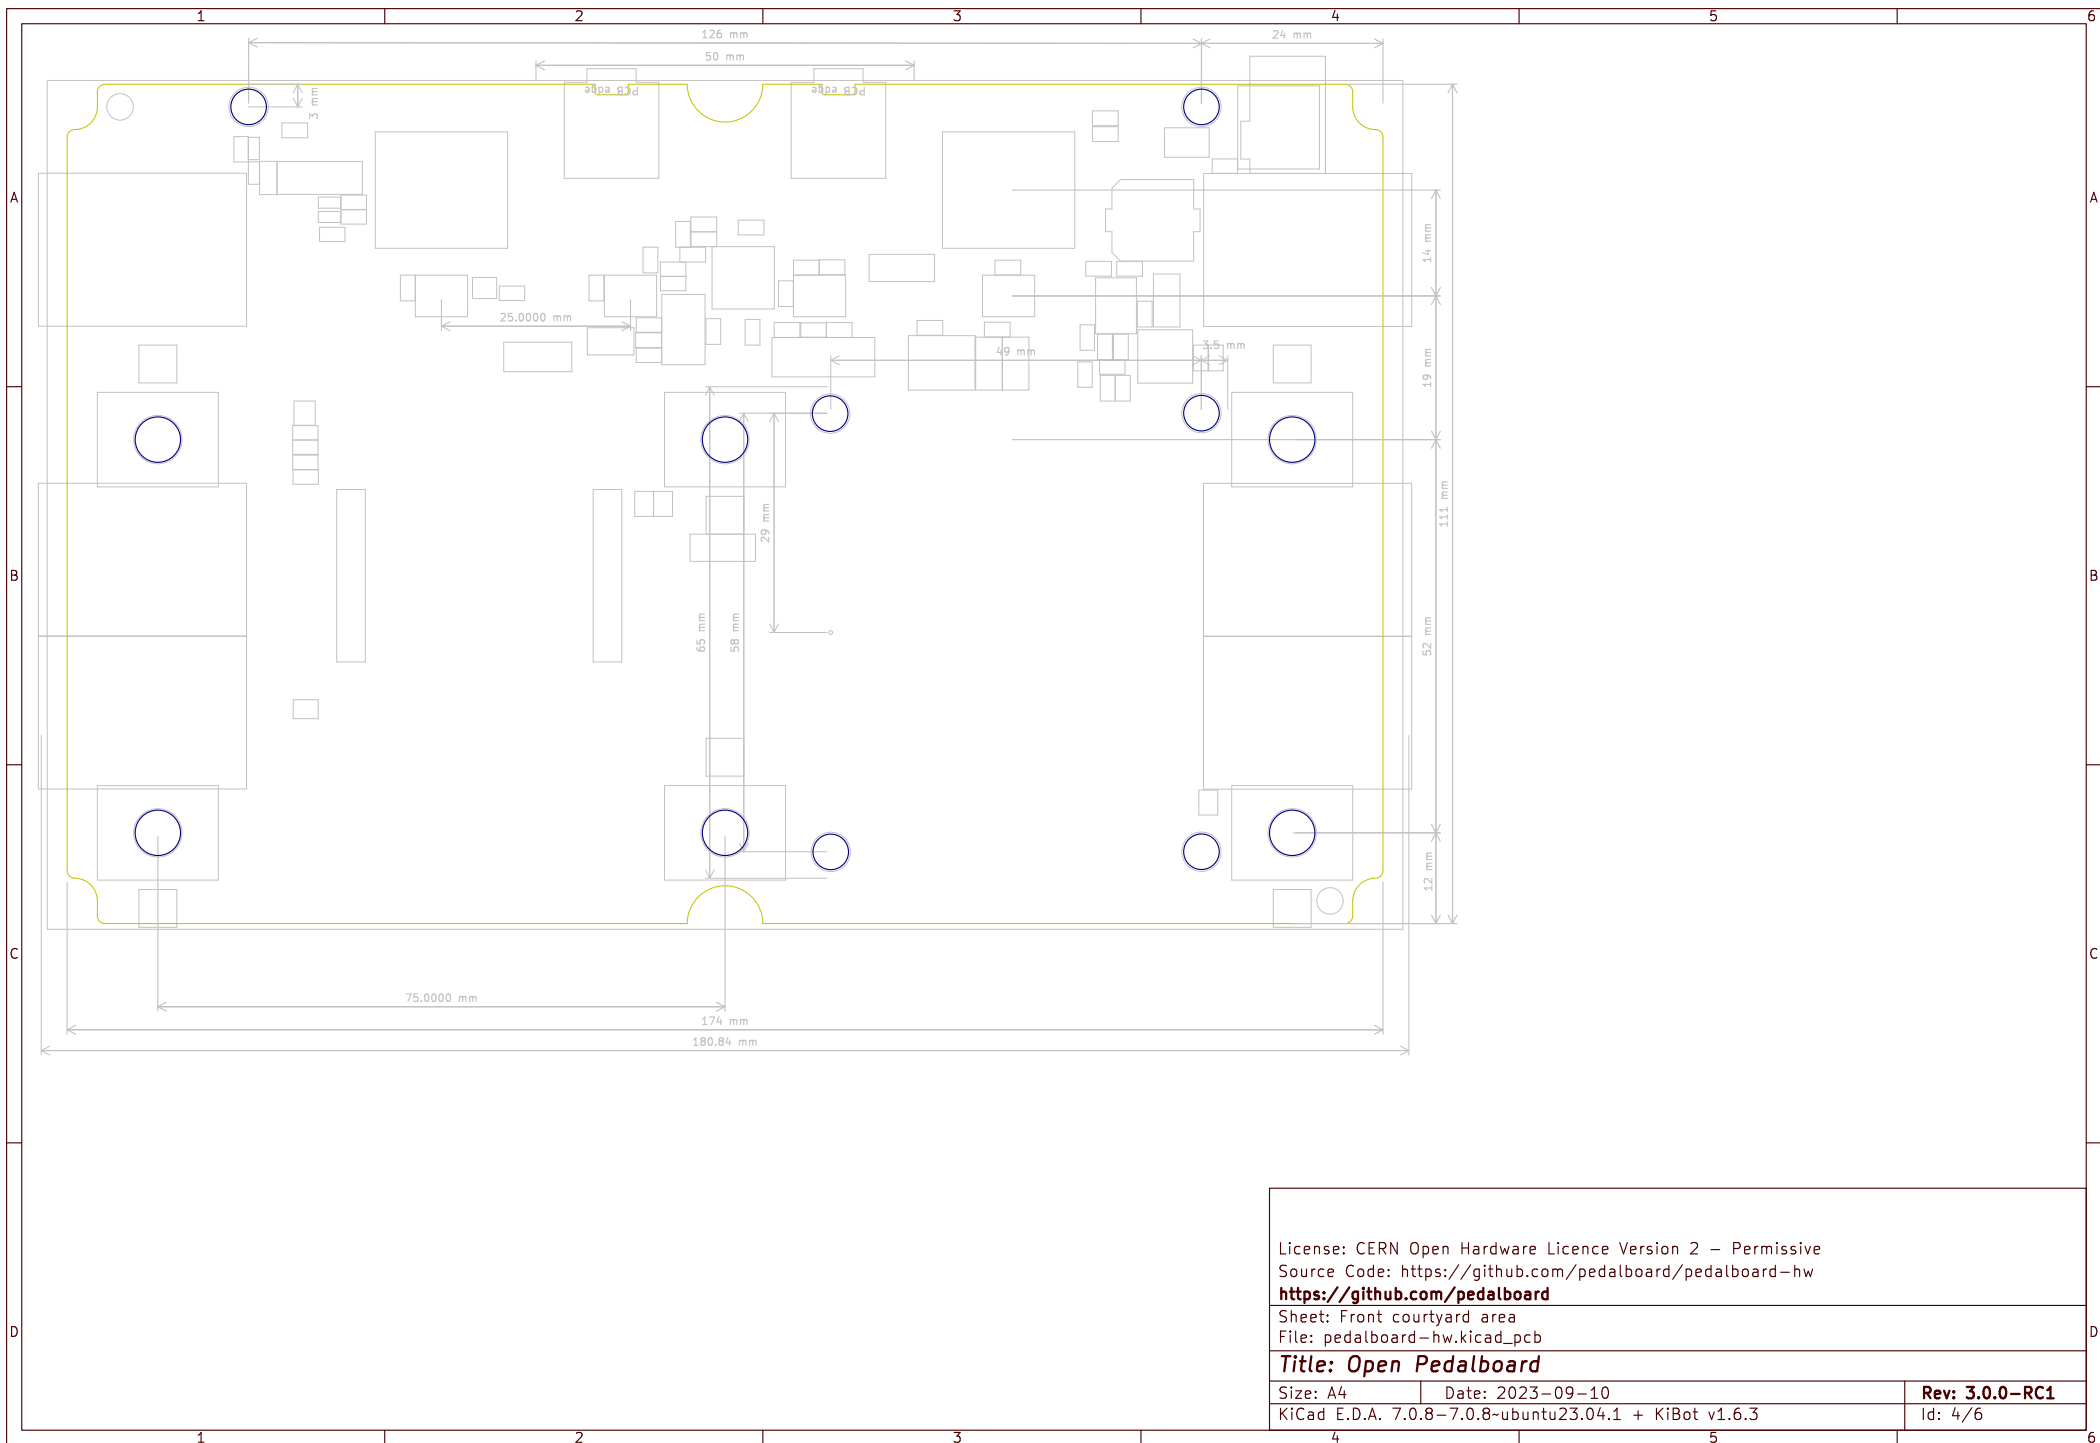 1 2 3 4 5 6
126 mm
24 mm
50 mm
3 mm
PCB edge
PCB edge
A
A
14 mm
25.0000 mm
49 mm
3.5 mm
19 mm
111 mm
29 mm
B
B
65 mm
58 mm
52 mm
12 mm
C
C
75.0000 mm
174 mm
180.84 mm
License: CERN Open Hardware Licence Version 2 - Permissive
Source Code: https://github.com/pedalboard/pedalboard-hw
https://github.com/pedalboard
Sheet: Front courtyard area
File: pedalboard-hw.kicad_pcb
D
D
Title: Open Pedalboard
Size: A4
Date: 2023-09-10
Rev: 3.0.0-RC1
KiCad E.D.A. 7.0.8-7.0.8~ubuntu23.04.1 + KiBot v1.6.3
Id: 4/6
1 2 3 4 5 6